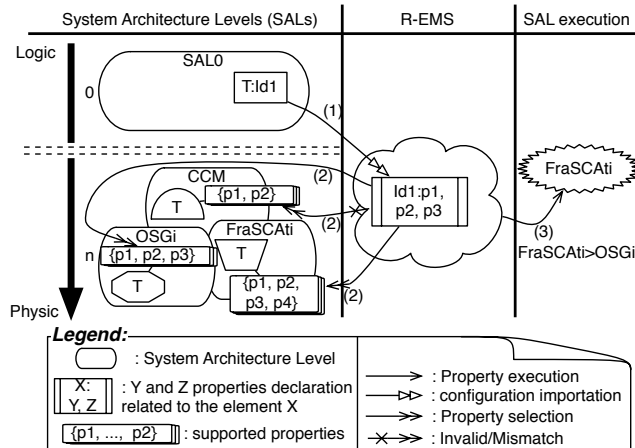 System Architecture Levels (SALs)
R-EMS
SAL execution
Logic
SAL0
T:Id1
0
(1)
CCM
(2)
{p1, p2}
T
Id1:p1,
p2, p3
FraSCAti
(2)
OSGi
FraSCAti
(3)
n
{p1, p2, p3}
T
FraSCAti>OSGi
T
{p1, p2,
p3, p4}
(2)
Physic
Legend:
: System Architecture Level
X:
Y, Z
: Y and Z properties declaration
related to the element X
{p1, ..., p2}
: supported properties
: Property execution
: configuration importation
: Property selection
: Invalid/Mismatch